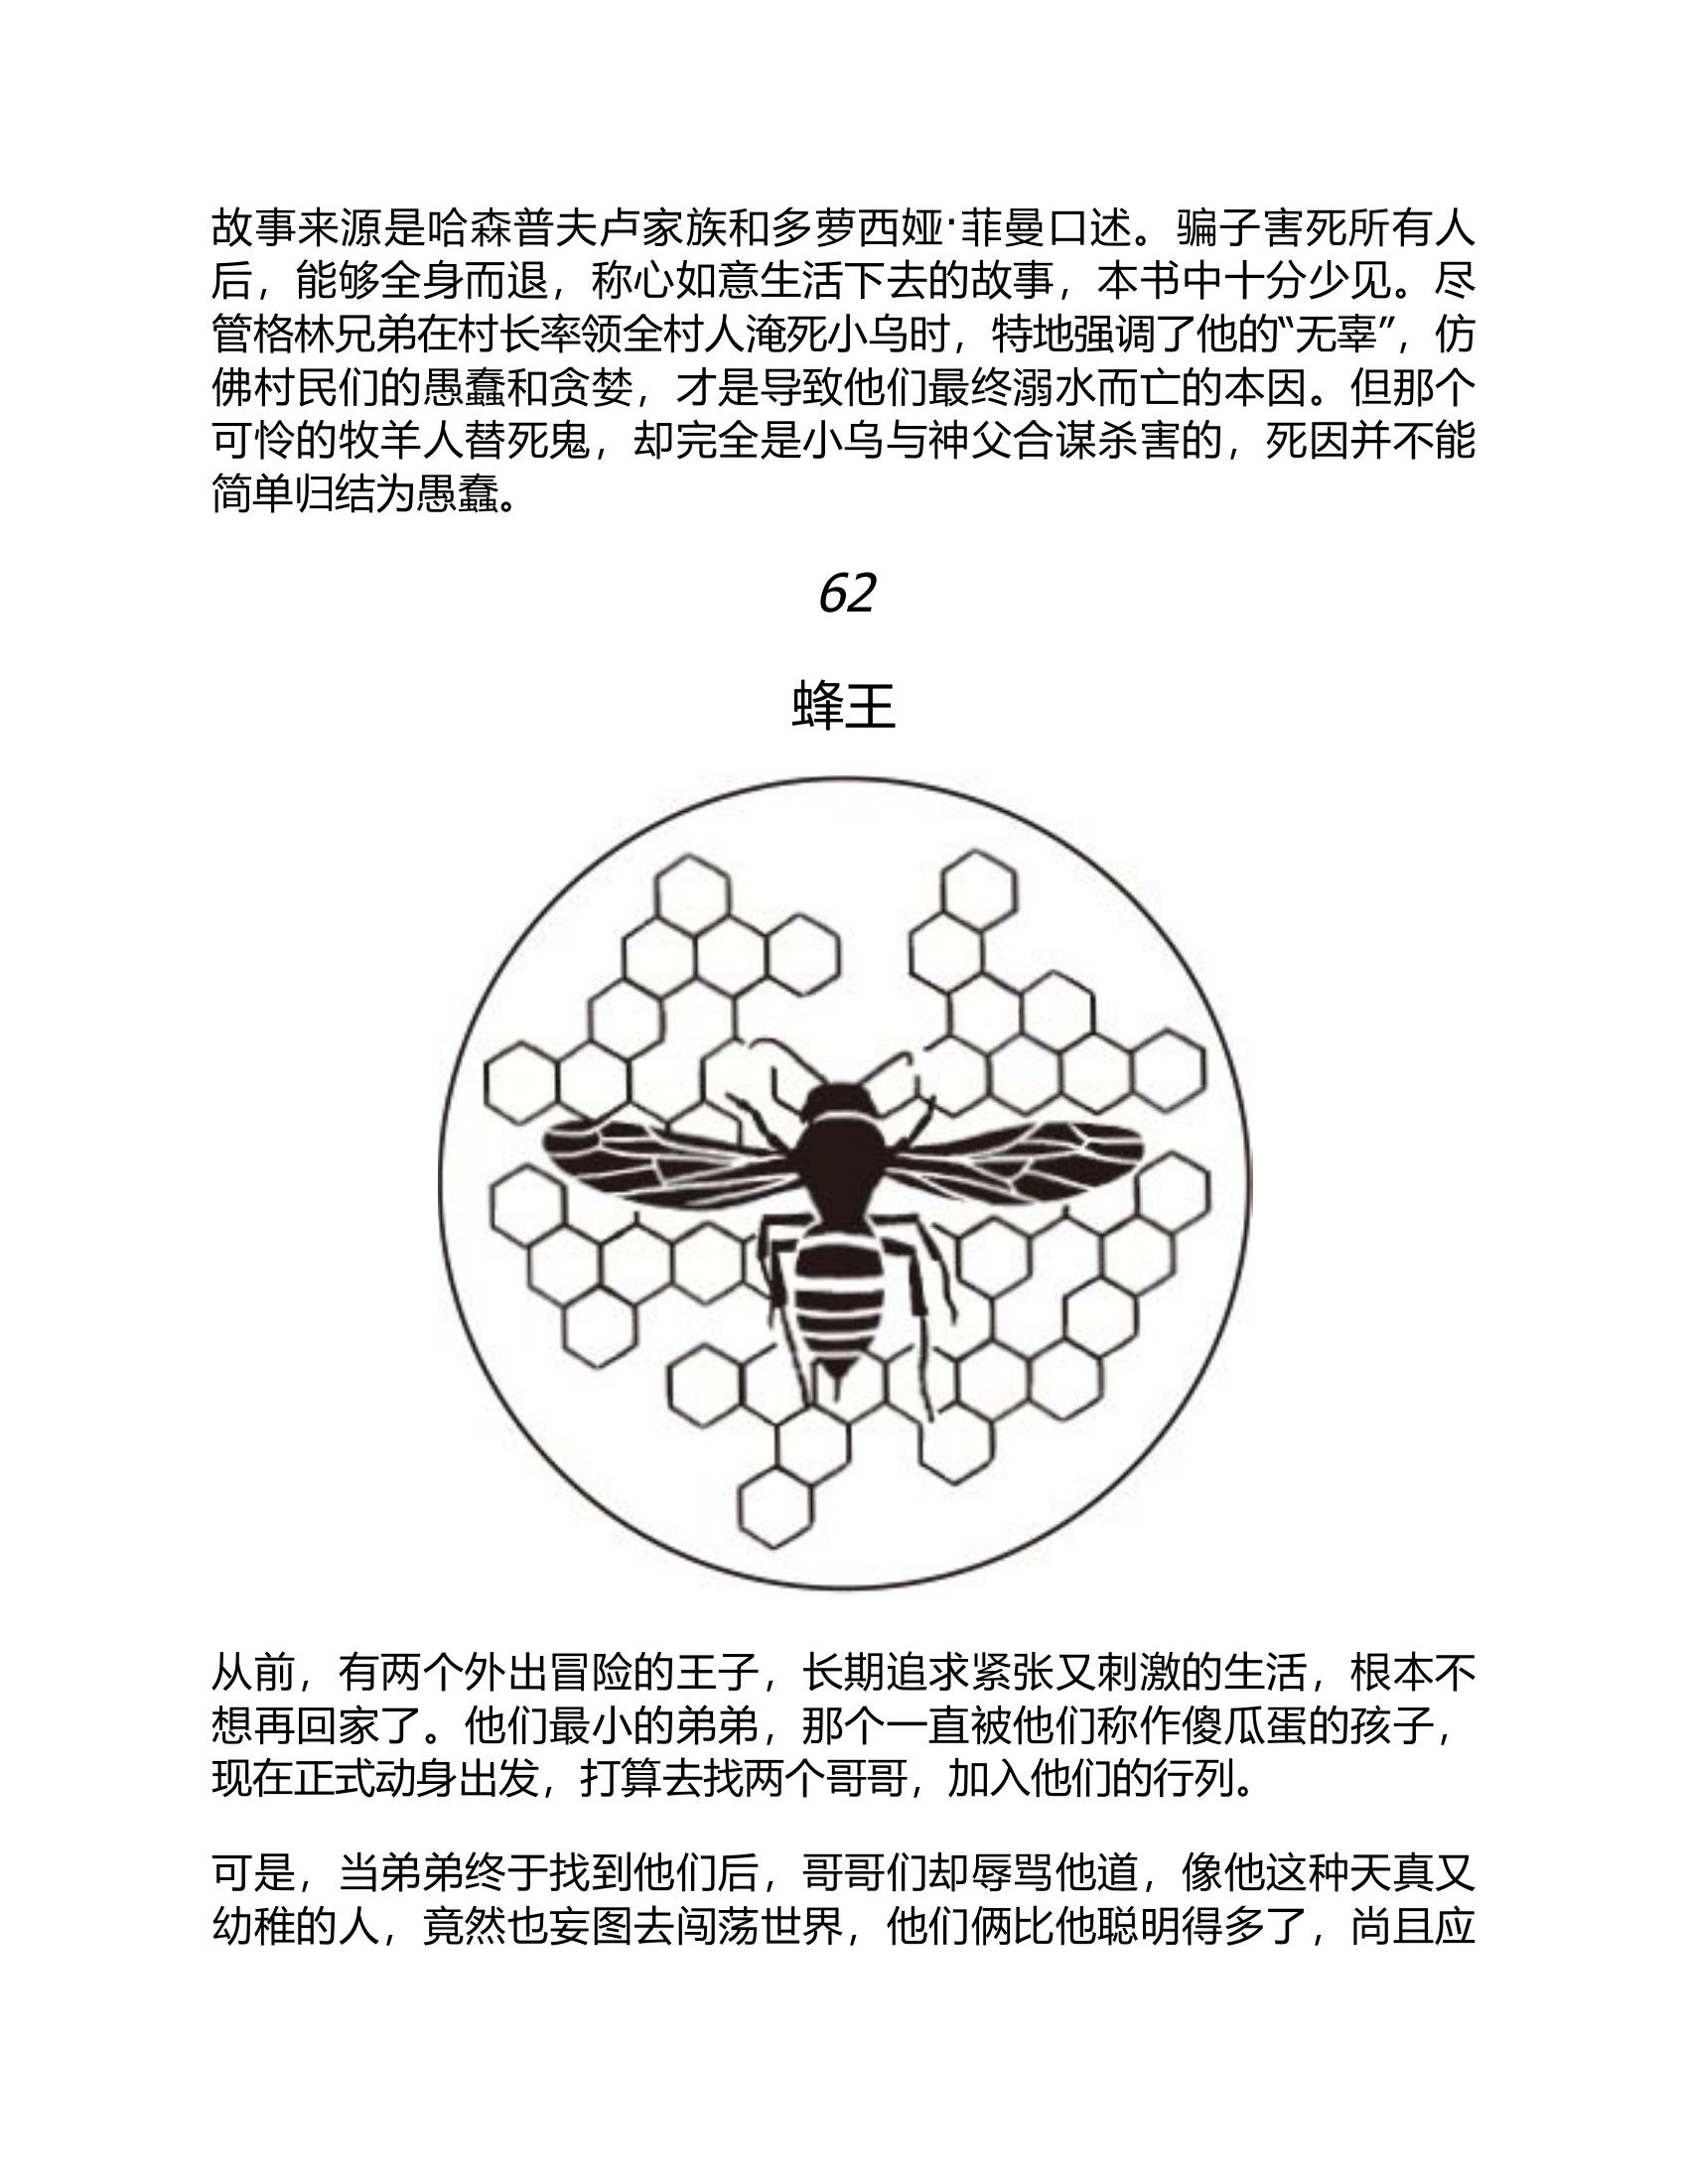 故事来源是哈森普夫卢家族和多萝西娅·菲曼口述。骗子害死所有人
后，能够全身而退，称心如意生活下去的故事，本书中十分少见。尽
管格林兄弟在村长率领全村人淹死小乌时，特地强调了他的“无辜”，仿
佛村民们的愚蠢和贪婪，才是导致他们最终溺水而亡的本因。但那个
可怜的牧羊人替死鬼，却完全是小乌与神父合谋杀害的，死因并不能
简单归结为愚蠢。
62
蜂王
从前，有两个外出冒险的王子，长期追求紧张又刺激的生活，根本不
想再回家了。他们最小的弟弟，那个一直被他们称作傻瓜蛋的孩子，
现在正式动身出发，打算去找两个哥哥，加入他们的行列。
可是，当弟弟终于找到他们后，哥哥们却辱骂他道，像他这种天真又
幼稚的人，竟然也妄图去闯荡世界，他们俩比他聪明得多了，尚且应